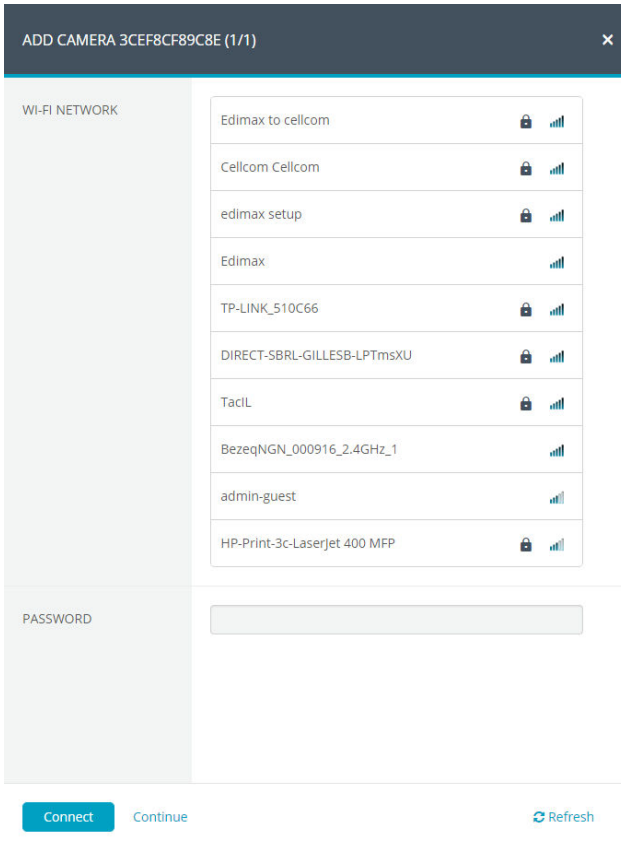 ADD CAMERA 3CEF8CF89C8E (1/1)
WI-FI NETWORK
Edimax to cellcom
Cellcom Cellcom
edimax setup
Edimax
TP-LINK_510C66
DIRECT-SBRL-GILLESB-LPTmsXU
TacIL
BezeqNGN_000916_2.4GHz_1
admin-guest
HP-Print-3c-LaserJet 400 MFP
PASSWORD
Connect
Continue
Refresh